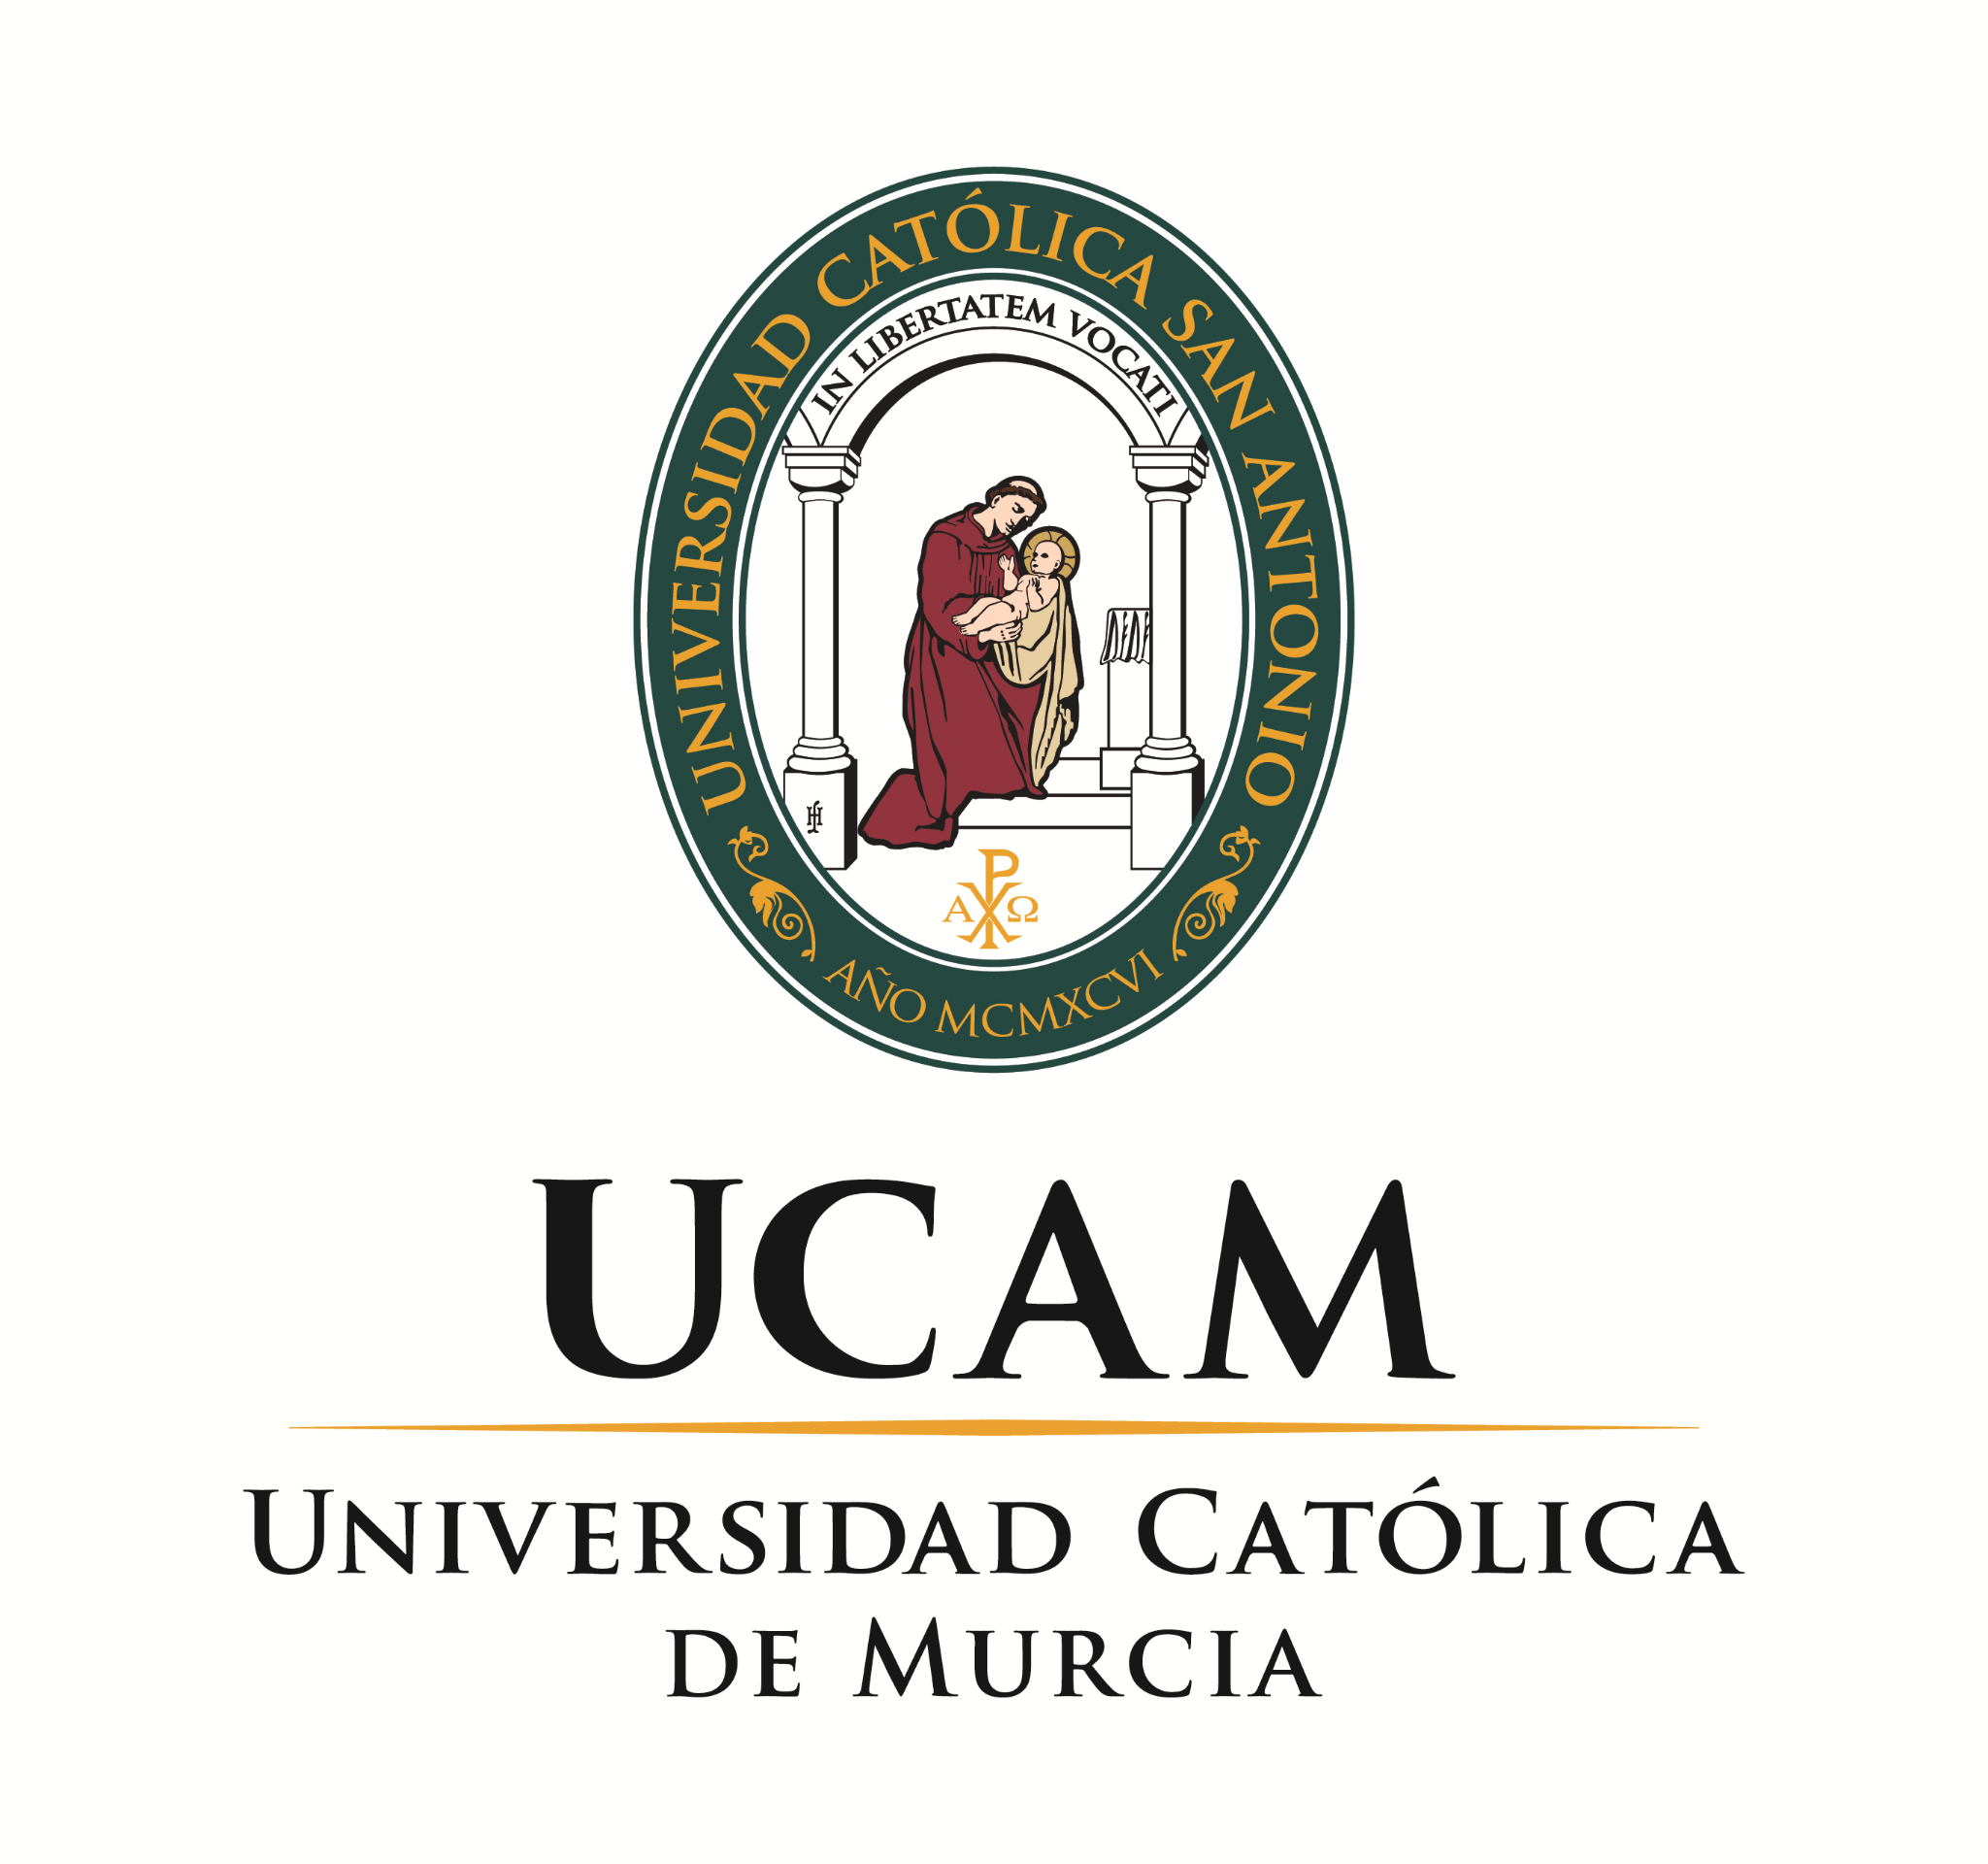 UNIVERSIDAD CATÓLICA SAN ANTONIO
IN LIBERTATEM VOCATI
Α Ω
AÑO MCMXCVI
UCAM
UNIVERSIDAD CATÓLICA
DE MURCIA